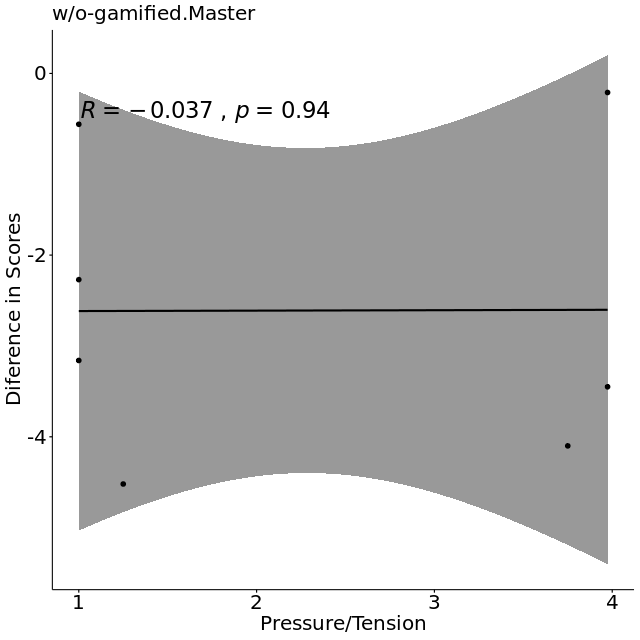 w/o-gamified.Master
0
R = −0.037 , p = 0.94
-2
-4
Diference in Scores
1 2 3 4
Pressure/Tension